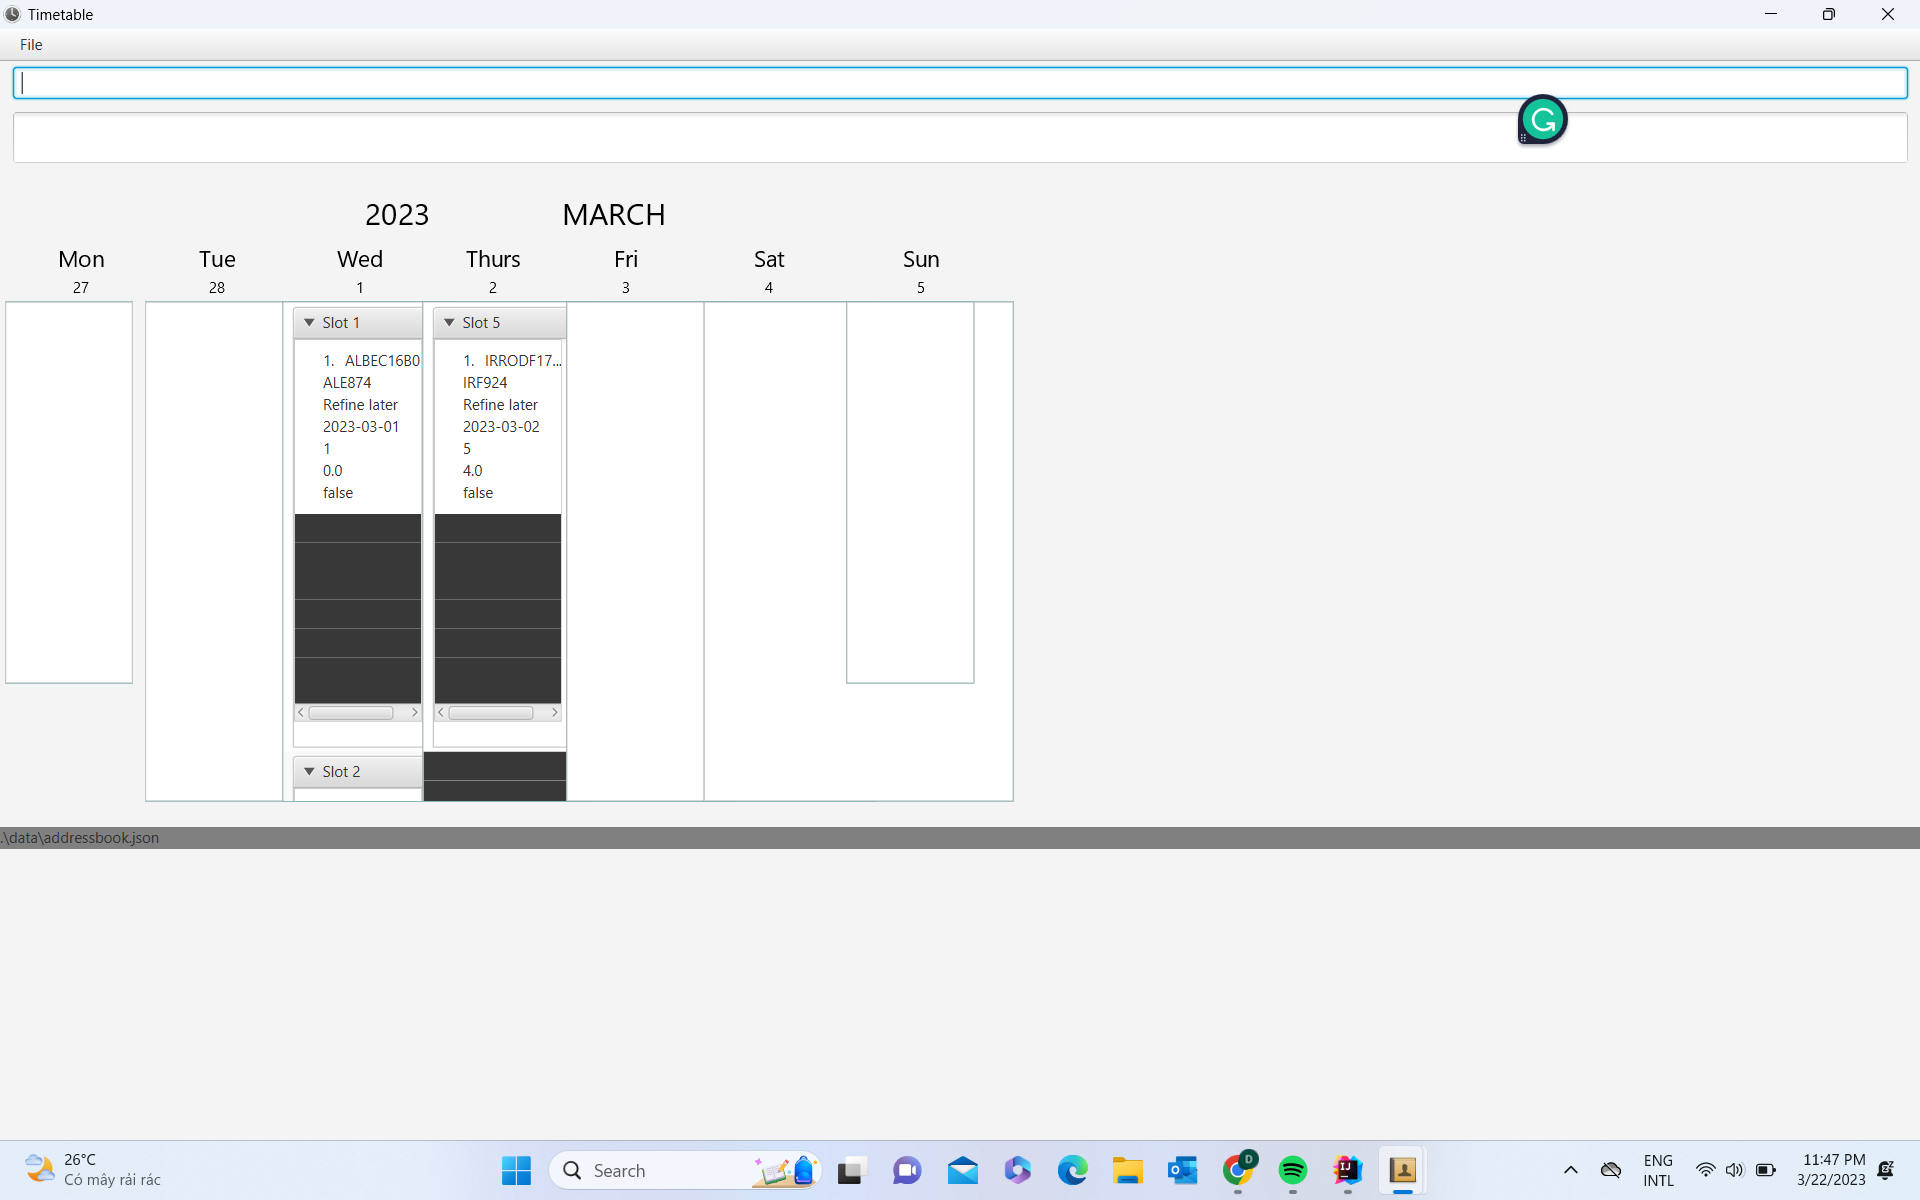 Timetable
File
2023 MARCH
Mon Tue Wed Thurs Fri Sat Sun
27 28 1 2 3 4 5
Slot 1
1. ALBEC16B0
ALE874
Refine later
2023-03-01
1
0.0
false
Slot 2
Slot 5
1. IRRODF17...
IRF924
Refine later
2023-03-02
5
4.0
false
.\data\addressbook.json
26°C
Có mây rải rác
Search
D
IJ
ENG
INTL
11:47 PM
3/22/2023